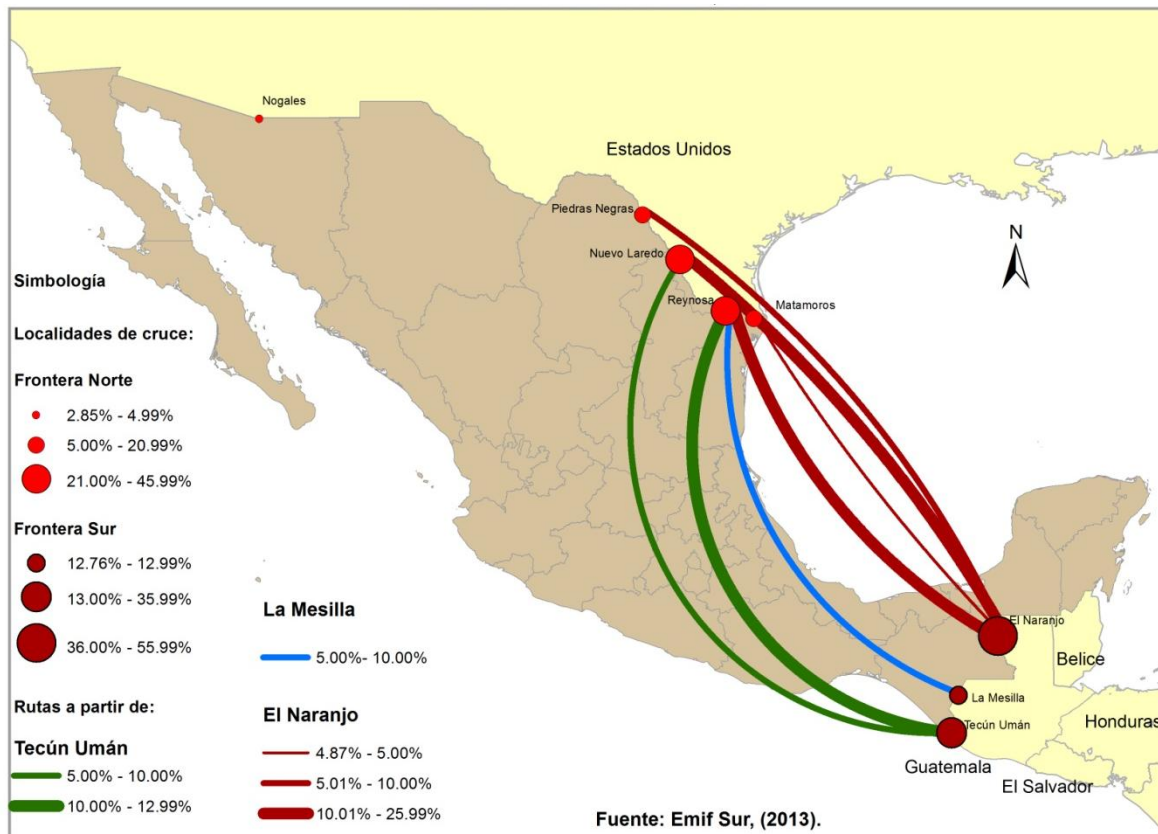 Nogales
Estados Unidos
Piedras Negras
N
Nuevo Laredo
Simbología
Reynosa
Matamoros
Localidades de cruce:
Frontera Norte
2.85% - 4.99%
5.00% - 20.99%
21.00% - 45.99%
Frontera Sur
12.76% - 12.99%
13.00% - 35.99%
36.00% - 55.99%
La Mesilla
5.00%- 10.00%
El Naranjo
Belice
La Mesilla
Honduras
Tecún Umán
Guatemala
El Salvador
Rutas a partir de:
Tecún Umán
5.00% - 10.00%
10.00% - 12.99%
El Naranjo
4.87% - 5.00%
5.01% - 10.00%
10.01% - 25.99%
Fuente: Emif Sur, (2013).